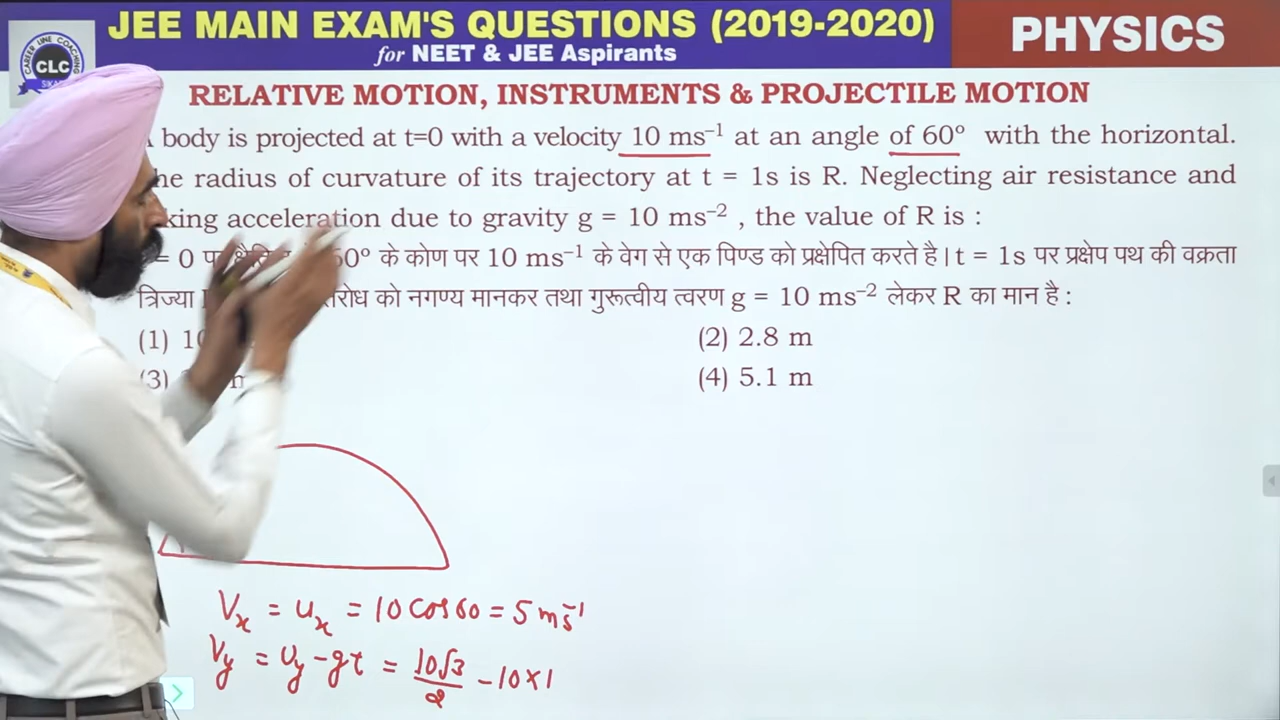 JEE MAIN EXAM'S QUESTIONS (2019-2020)
for NEET & JEE Aspirants
PHYSICS
CLC
RELATIVE MOTION, INSTRUMENTS & PROJECTILE MOTION
body is projected at t=0 with a velocity 10 ms⁻¹ at an angle of 60° with the horizontal.
he radius of curvature of its trajectory at t = 1s is R. Neglecting air resistance and
king acceleration due to gravity g = 10 ms⁻² , the value of R is :
= 0 60° के कोण पर 10 ms⁻¹ के वेग से एक पिण्ड को प्रक्षेपित करते है। t = 1s पर प्रक्षेप पथ की वक्रता
त्रिज्या को नगण्य मानकर तथा गुरूत्वीय त्वरण g = 10 ms⁻² लेकर R का मान है :
(1)
(2) 2.8 m
(3) m
(4) 5.1 m
Vx = ux = 10 cos 60 = 5 ms⁻¹
Vy = uy - gt = 10√3/2 - 10×1